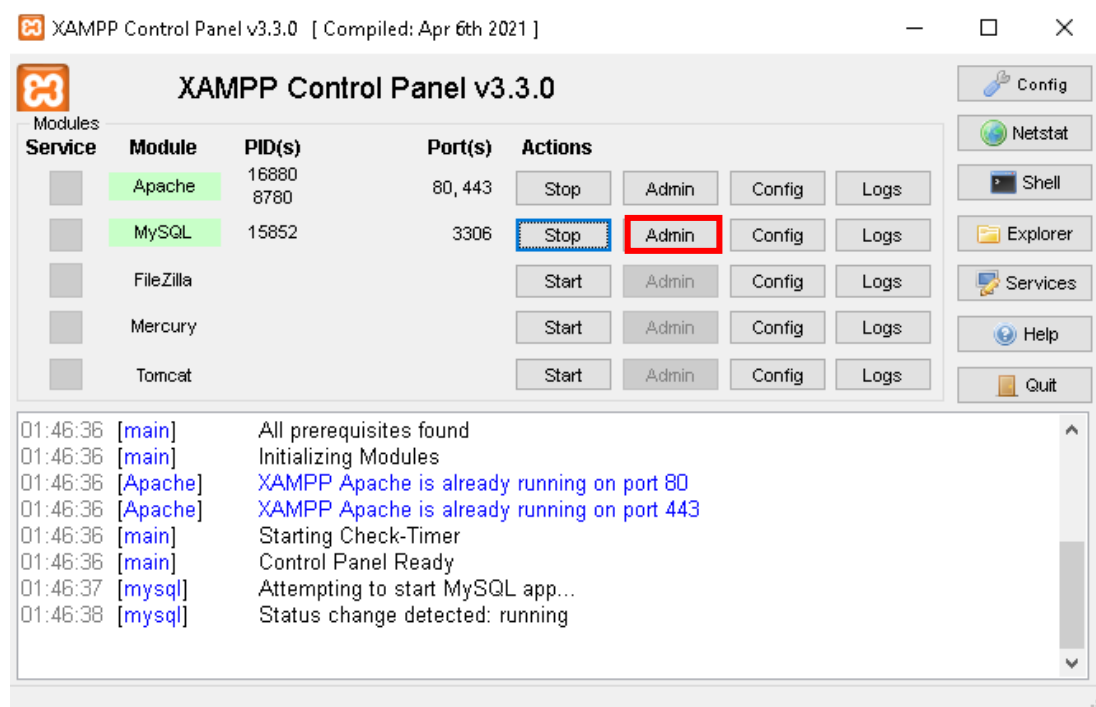 XAMPP Control Panel v3.3.0 [ Compiled: Apr 6th 2021 ]
XAMPP Control Panel v3.3.0
Config
Modules
Netstat
Service Module PID(s) Port(s) Actions
Apache 16880 8780 80, 443 Stop Admin Config Logs
Shell
MySQL 15852 3306 Stop Admin Config Logs
Explorer
FileZilla Start Admin Config Logs
Services
Mercury Start Admin Config Logs
Help
Tomcat Start Admin Config Logs
Quit
01:46:36 [main] All prerequisites found
01:46:36 [main] Initializing Modules
01:46:36 [Apache] XAMPP Apache is already running on port 80
01:46:36 [Apache] XAMPP Apache is already running on port 443
01:46:36 [main] Starting Check-Timer
01:46:36 [main] Control Panel Ready
01:46:37 [mysql] Attempting to start MySQL app...
01:46:38 [mysql] Status change detected: running